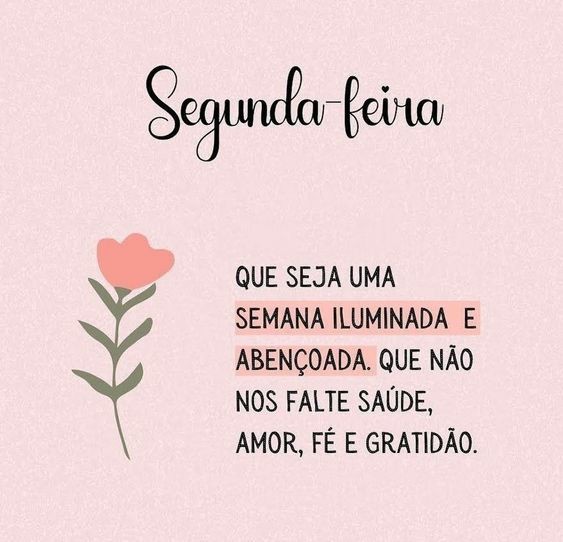 Segunda-feira
QUE SEJA UMA
SEMANA ILUMINADA E
ABENÇOADA. QUE NÃO
NOS FALTE SAÚDE,
AMOR, FÉ E GRATIDÃO.